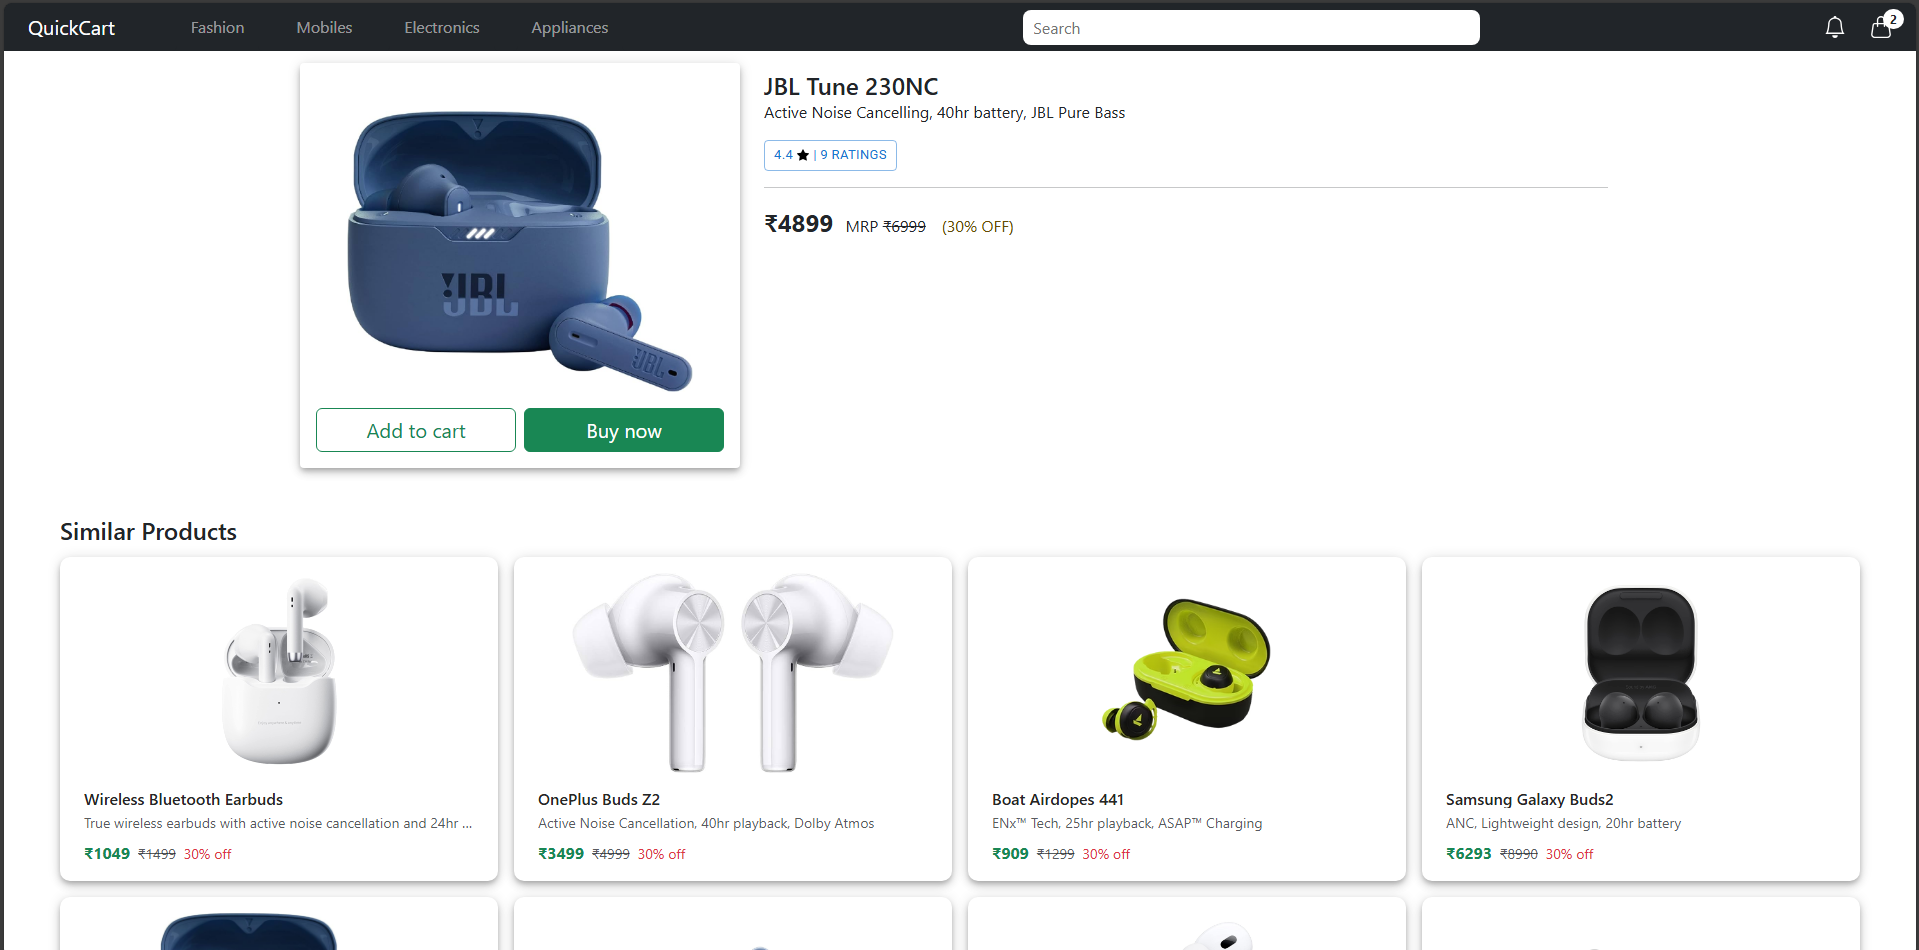 QuickCart Fashion Mobiles Electronics Appliances Search 2
JBL Tune 230NC
Active Noise Cancelling, 40hr battery, JBL Pure Bass
4.4 ★ | 9 RATINGS
₹4899 MRP ₹6999 (30% OFF)
JBL
JBL
Add to cart Buy now
Similar Products
Wireless Bluetooth Earbuds
True wireless earbuds with active noise cancellation and 24hr ...
₹1049 ₹1499 30% off
OnePlus Buds Z2
Active Noise Cancellation, 40hr playback, Dolby Atmos
₹3499 ₹4999 30% off
Boat Airdopes 441
ENx™ Tech, 25hr playback, ASAP™ Charging
₹909 ₹1299 30% off
Samsung Galaxy Buds2
ANC, Lightweight design, 20hr battery
₹6293 ₹8990 30% off